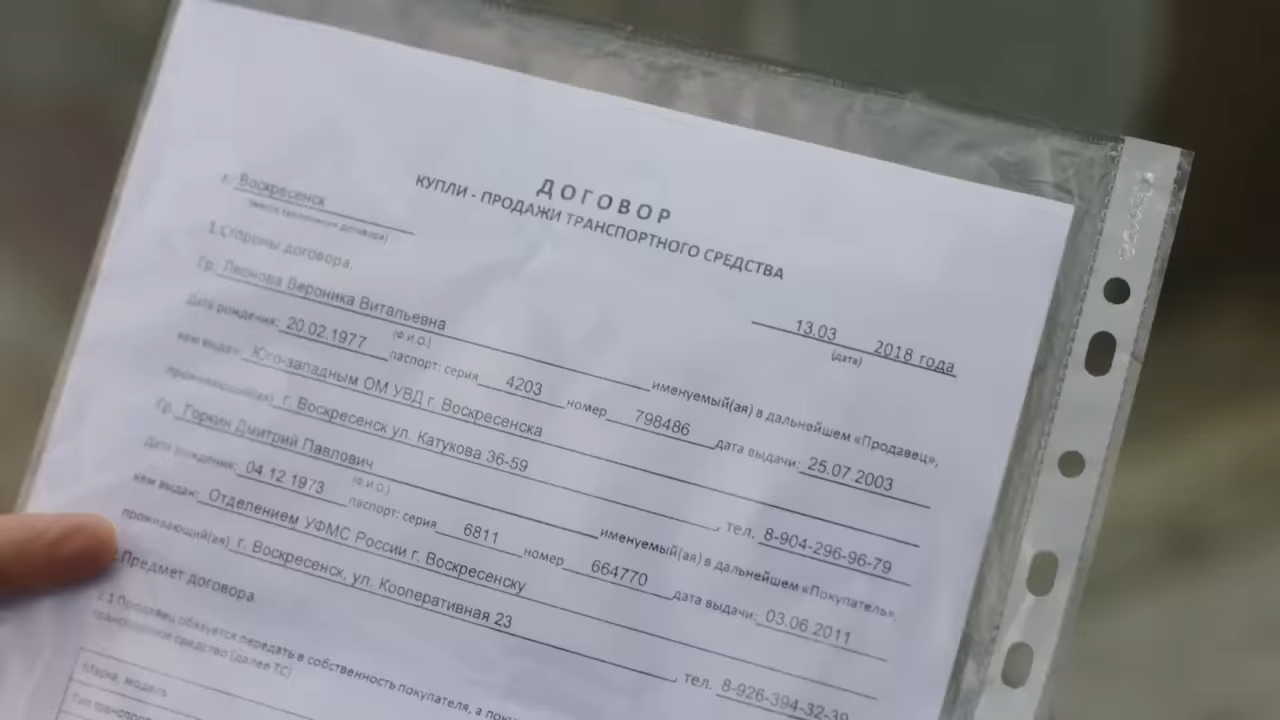 ДОГОВОР
КУПЛИ - ПРОДАЖИ ТРАНСПОРТНОГО СРЕДСТВА
г. Воскресенск
(место заключения договора)
13.03 2018 года
(дата)
1.Стороны договора.
Гр. Леонова Вероника Витальевна именуемый(ая) в дальнейшем «Продавец»,
(Ф.И.О.)
дата рождения: 20.02.1977 паспорт: серия 4203 номер 798486 дата выдачи: 25.07.2003
кем выдан: Юго-западным ОМ УВД г. Воскресенска
проживающий(ая) г. Воскресенск ул. Катукова 36-59, тел. 8-904-296-96-79
Гр. Горкин Дмитрий Павлович именуемый(ая) в дальнейшем «Покупатель»,
(Ф.И.О.)
дата рождения: 04.12.1973 паспорт: серия 6811 номер 664770 дата выдачи: 03.06.2011
кем выдан: Отделением УФМС России г. Воскресенску
проживающий(ая) г. Воскресенск, ул. Кооперативная 23, тел. 8-926-394-32-39
.Предмет договора.
1.1 Продавец обязуется передать в собственность покупателя, а
транспортное средство (далее ТС)
Марка, модель
Тип